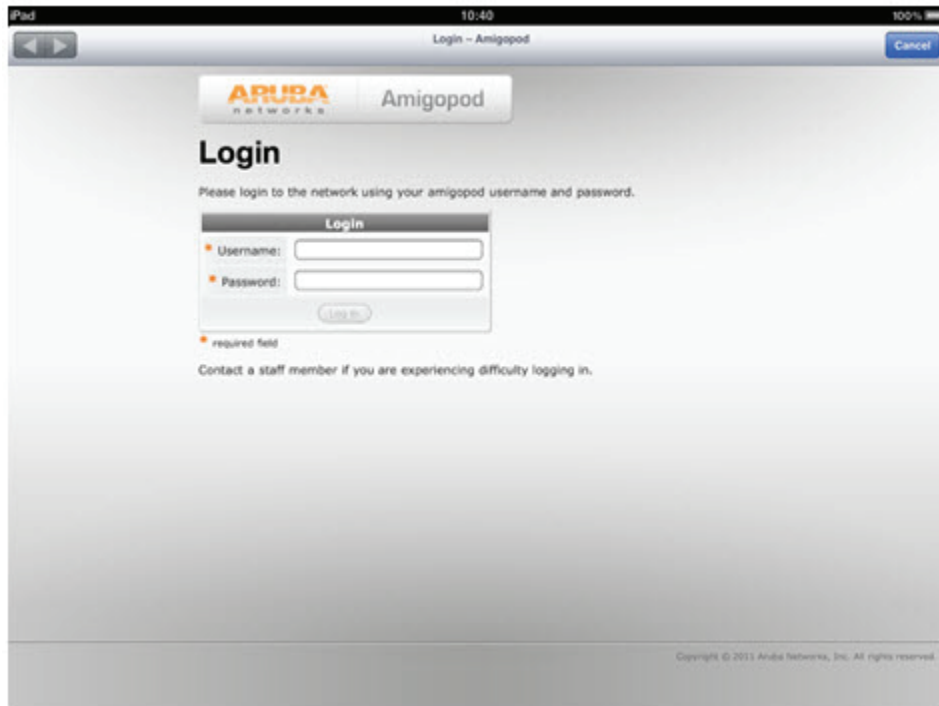 iPad
10:40
100%
Login – Amigopod
Cancel
ARUBA
networks
Amigopod
Login
Please login to the network using your amigopod username and password.
Login
* Username:
* Password:
Log In
* required field
Contact a staff member if you are experiencing difficulty logging in.
Copyright © 2011 Aruba Networks, Inc. All rights reserved.